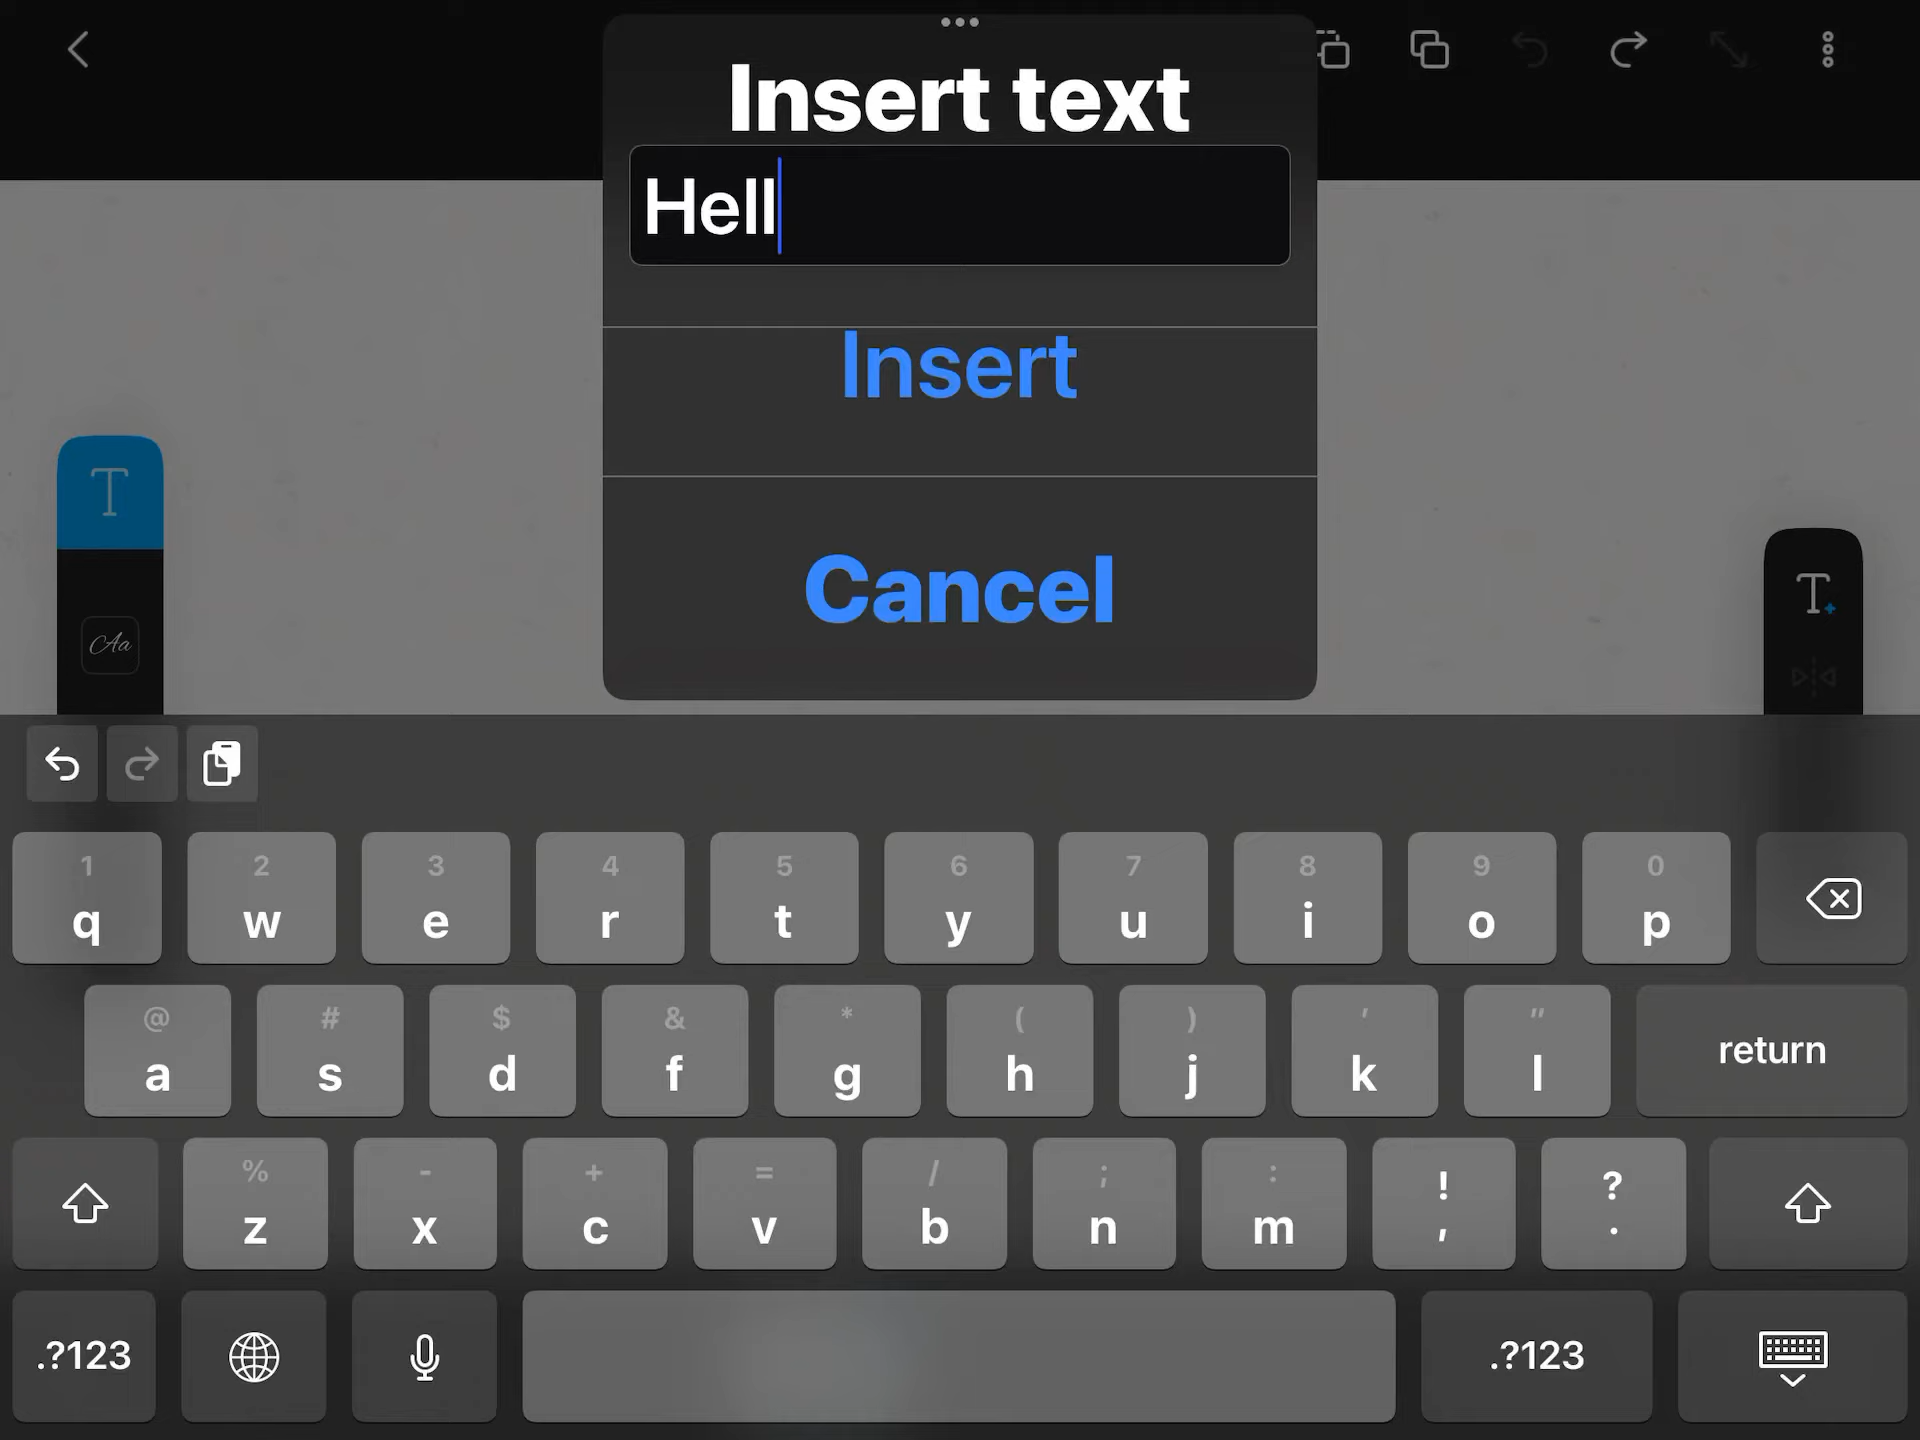 Insert text
Hell
Insert
Cancel
T
Aa
T
1 2 3 4 5 6 7 8 9 0
q w e r t y u i o p
@ # $ & * ( ) ' "
a s d f g h j k l return
% - + = / ; : ! ?
z x c v b n m , .
.?123 .?123